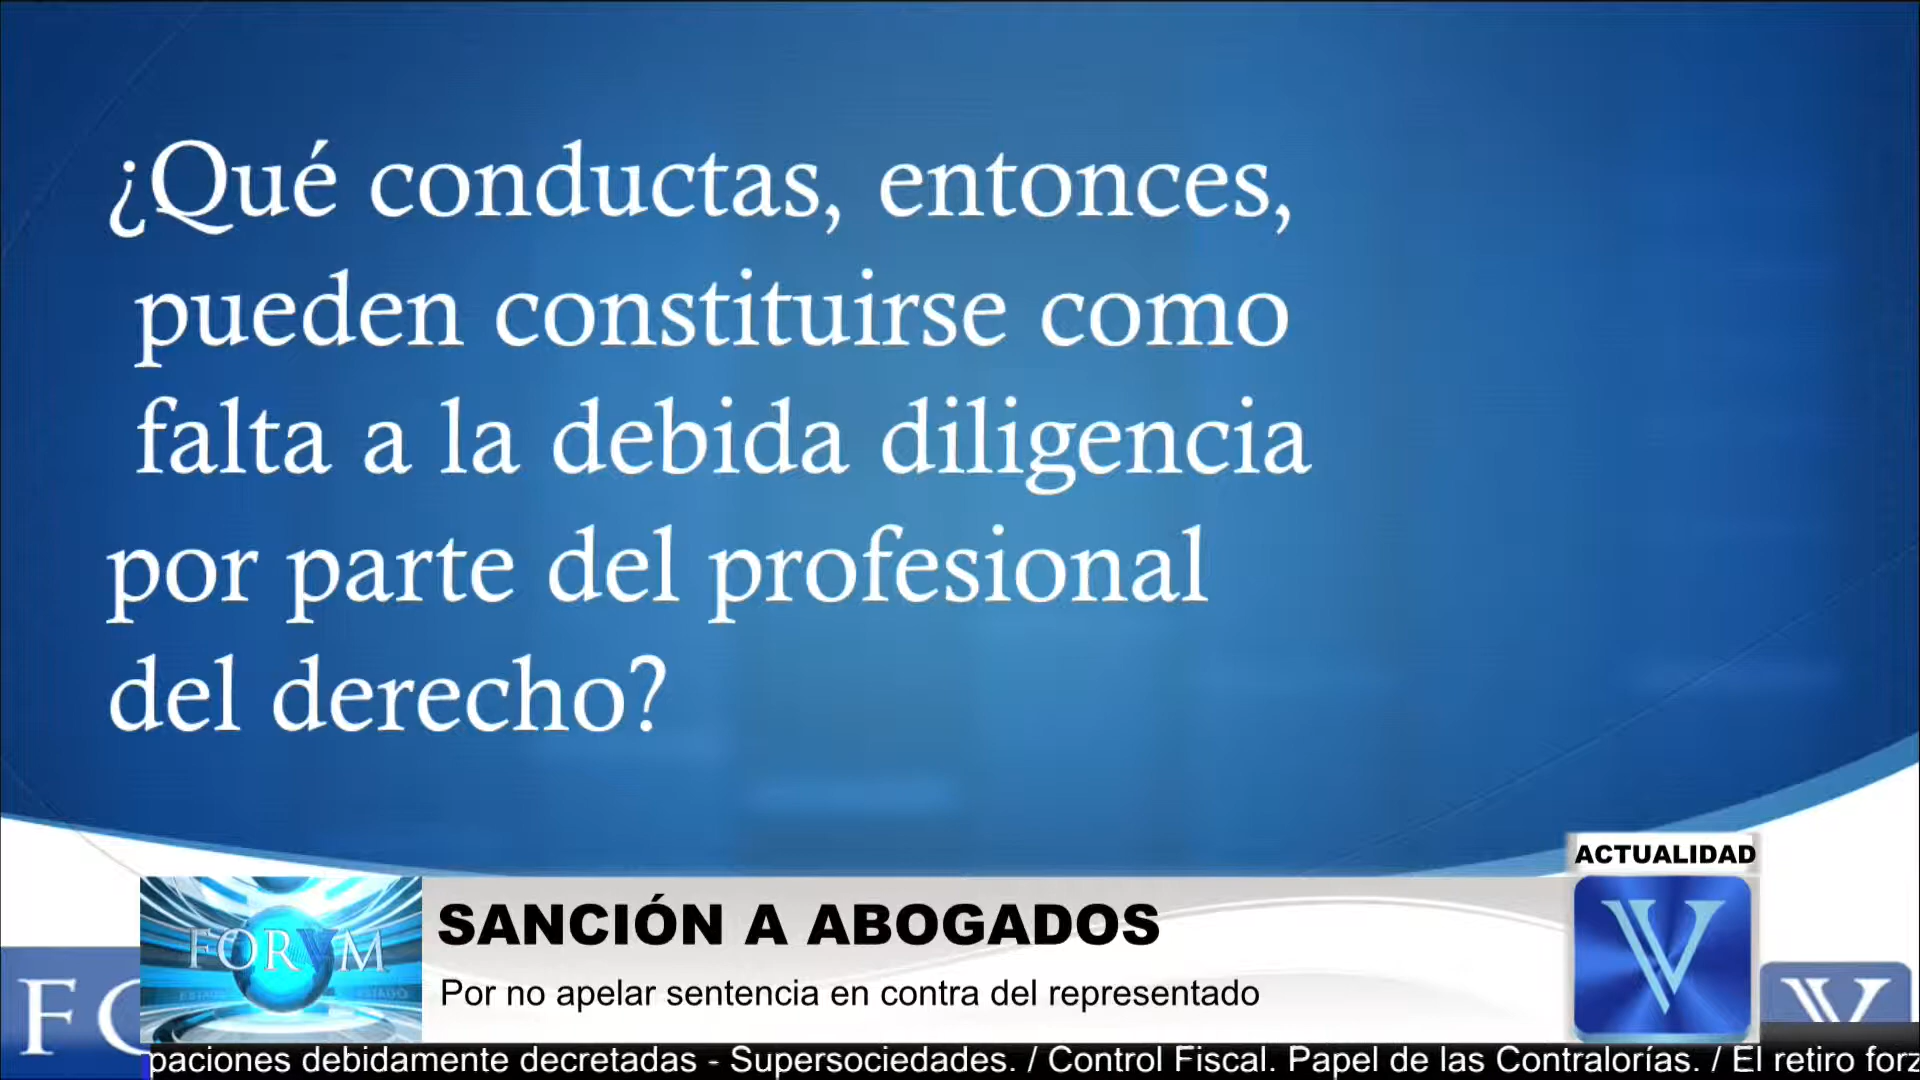 ¿Qué conductas, entonces,
pueden constituirse como
falta a la debida diligencia
por parte del profesional
del derecho?
ACTUALIDAD
SANCIÓN A ABOGADOS
FORVM
Por no apelar sentencia en contra del representado
V
FO
V
paciones debidamente decretadas - Supersociedades. / Control Fiscal. Papel de las Contralorías. / El retiro forz